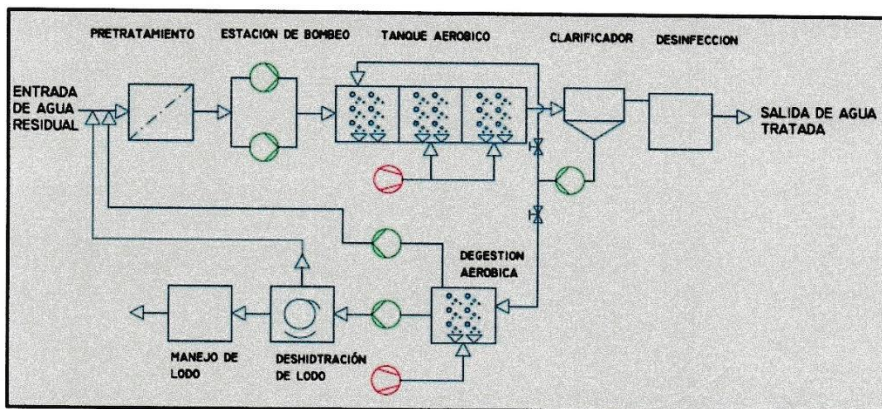 PRETRATAMIENTO
ESTACION DE BOMBEO
TANQUE AEROBICO
CLARIFICADOR
DESINFECCION
ENTRADA
DE AGUA
RESIDUAL
SALIDA DE AGUA
TRATADA
DEGESTION
AEROBICA
MANEJO DE
LODO
DESHIDTRACIÓN
DE LODO